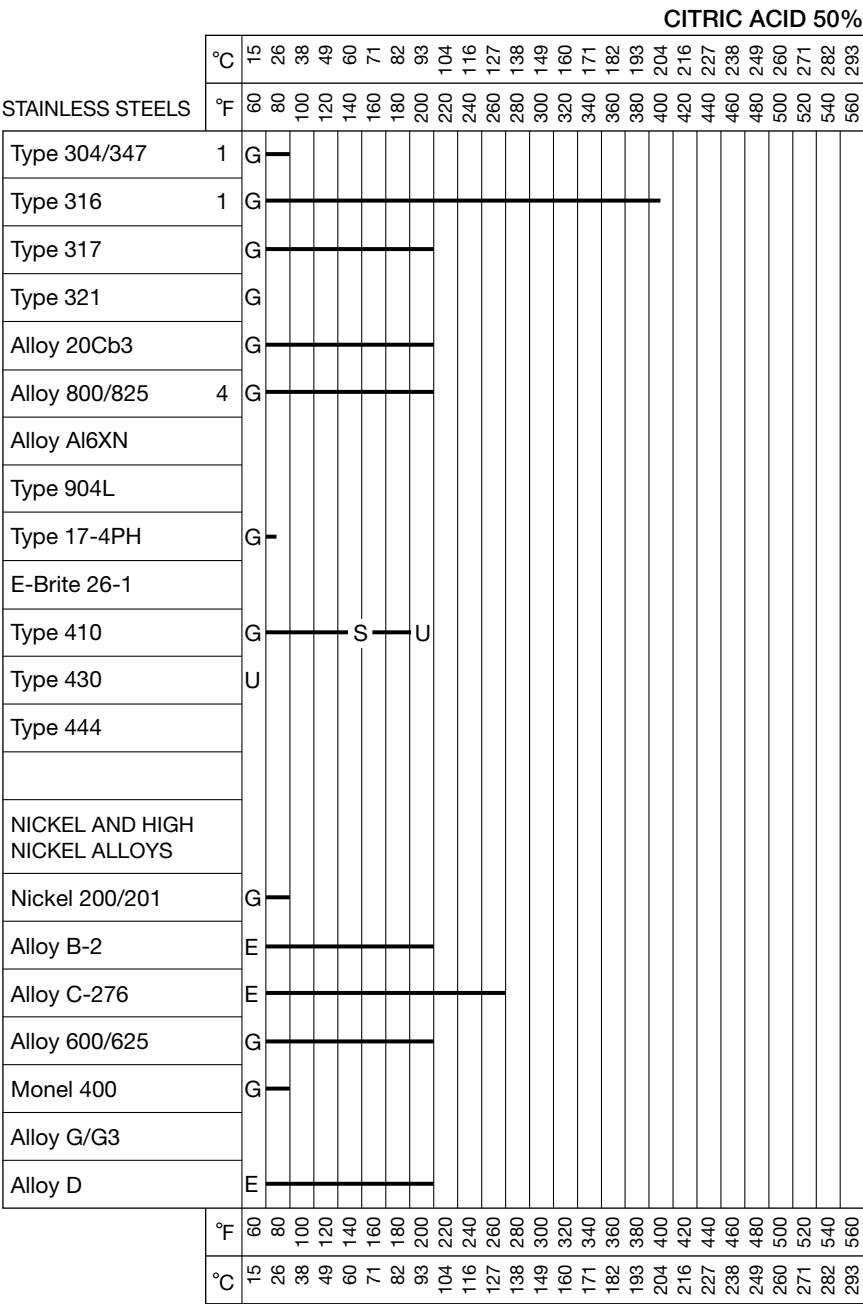 CITRIC ACID 50%
°C 15 26 38 49 60 71 82 93 104 116 127 138 149 160 171 182 193 204 216 227 238 249 260 271 282 293
STAINLESS STEELS °F 60 80 100 120 140 160 180 200 220 240 260 280 300 320 340 360 380 400 420 440 460 480 500 520 540 560
Type 304/347 1 G
Type 316 1 G
Type 317 G
Type 321 G
Alloy 20Cb3 G
Alloy 800/825 4 G
Alloy Al6XN
Type 904L
Type 17-4PH G
E-Brite 26-1
Type 410 G S U
Type 430 U
Type 444
NICKEL AND HIGH
NICKEL ALLOYS
Nickel 200/201 G
Alloy B-2 E
Alloy C-276 E
Alloy 600/625 G
Monel 400 G
Alloy G/G3
Alloy D E
°F 60 80 100 120 140 160 180 200 220 240 260 280 300 320 340 360 380 400 420 440 460 480 500 520 540 560
°C 15 26 38 49 60 71 82 93 104 116 127 138 149 160 171 182 193 204 216 227 238 249 260 271 282 293